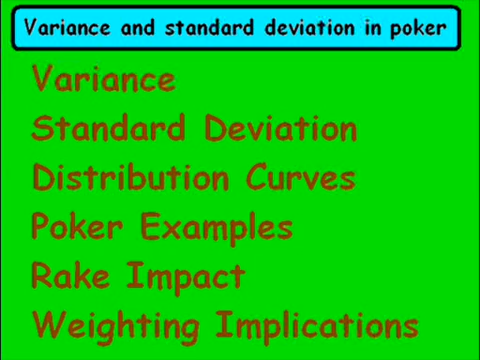 Variance and standard deviation in poker
Variance
Standard Deviation
Distribution Curves
Poker Examples
Rake Impact
Weighting Implications